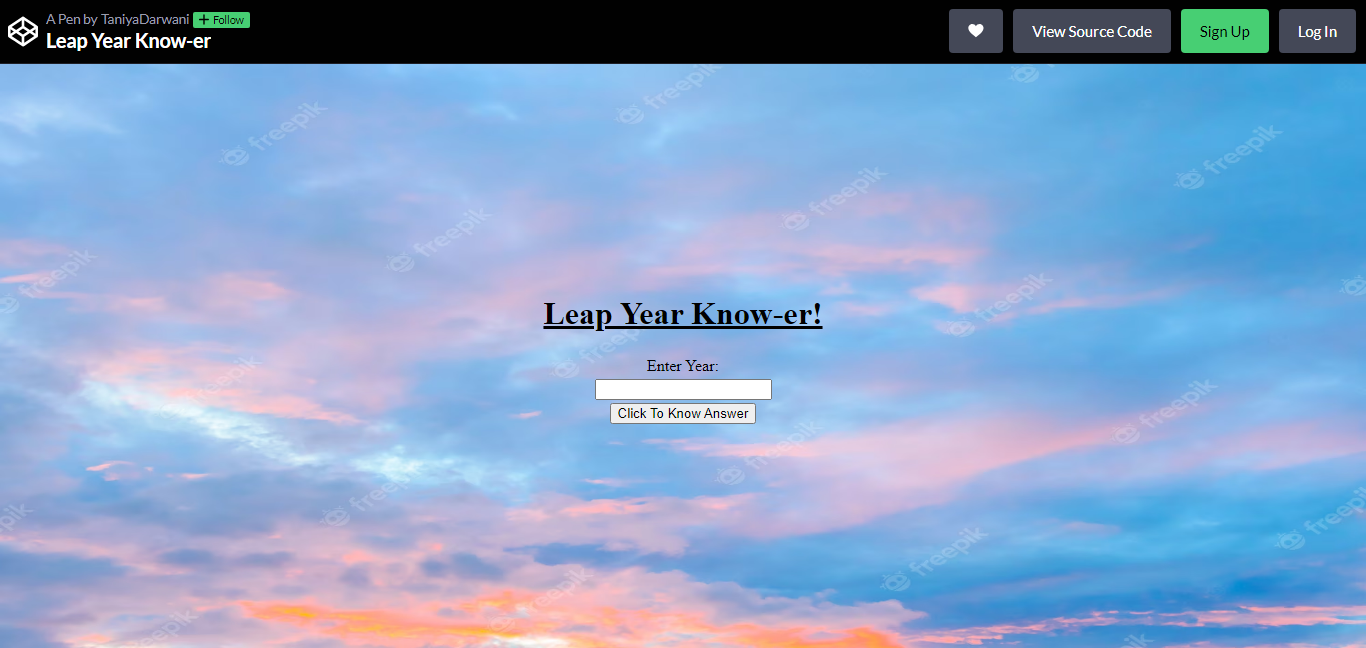 A Pen by TaniyaDarwani + Follow
Leap Year Know-er
View Source Code
Sign Up
Log In
freepik
freepik
freepik
freepik
freepik
freepik
freepik
Leap Year Know-er!
freepik
Enter Year:
Click To Know Answer
freepik
freepik
freepik
freepik
freepik
freepik
freepik